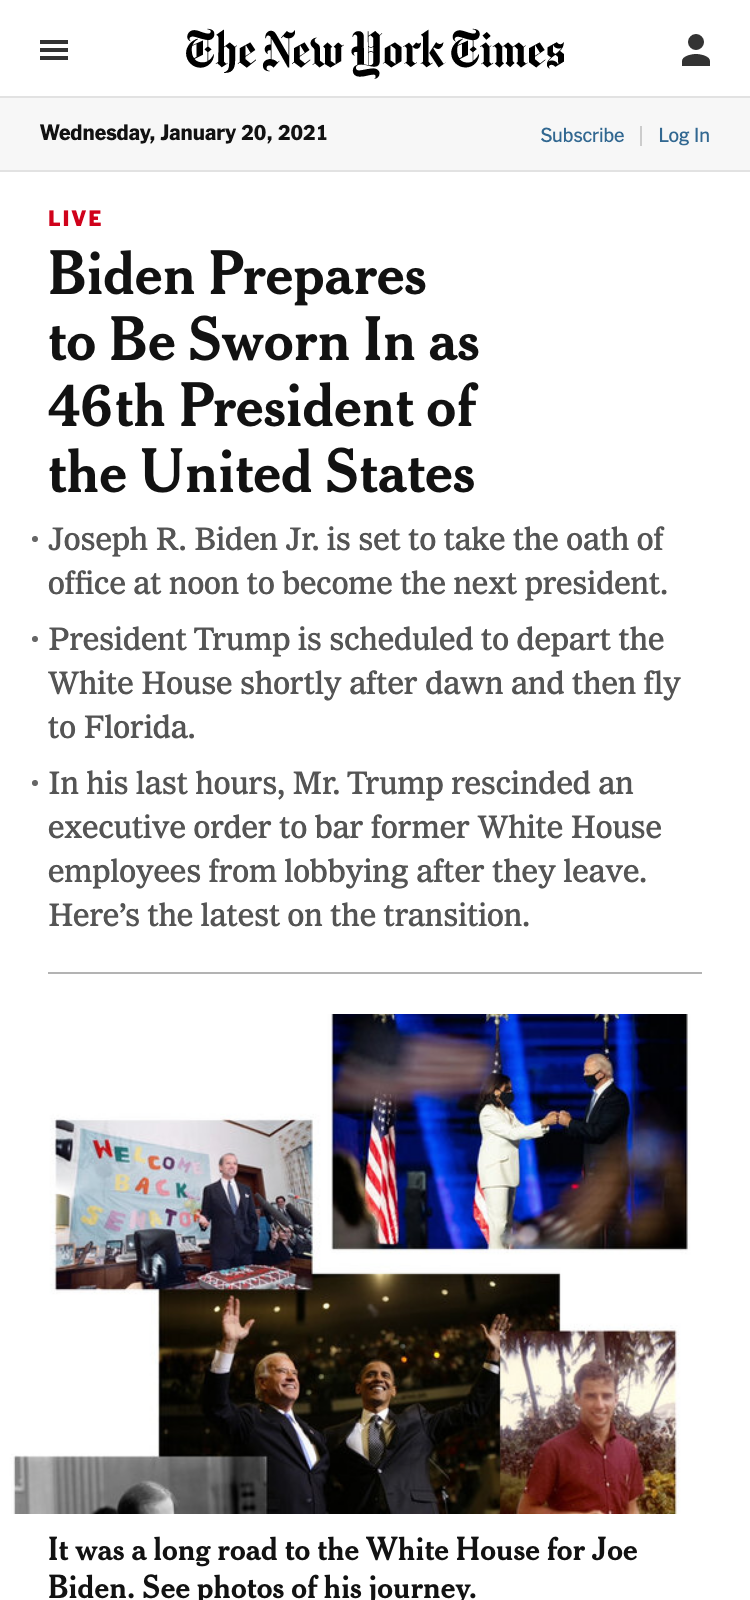 The New York Times
Wednesday, January 20, 2021
Subscribe | Log In
LIVE
Biden Prepares
to Be Sworn In as
46th President of
the United States
• Joseph R. Biden Jr. is set to take the oath of
office at noon to become the next president.
• President Trump is scheduled to depart the
White House shortly after dawn and then fly
to Florida.
• In his last hours, Mr. Trump rescinded an
executive order to bar former White House
employees from lobbying after they leave.
Here’s the latest on the transition.
WELCOME
BACK
SENATOR
It was a long road to the White House for Joe
Biden. See photos of his journey.